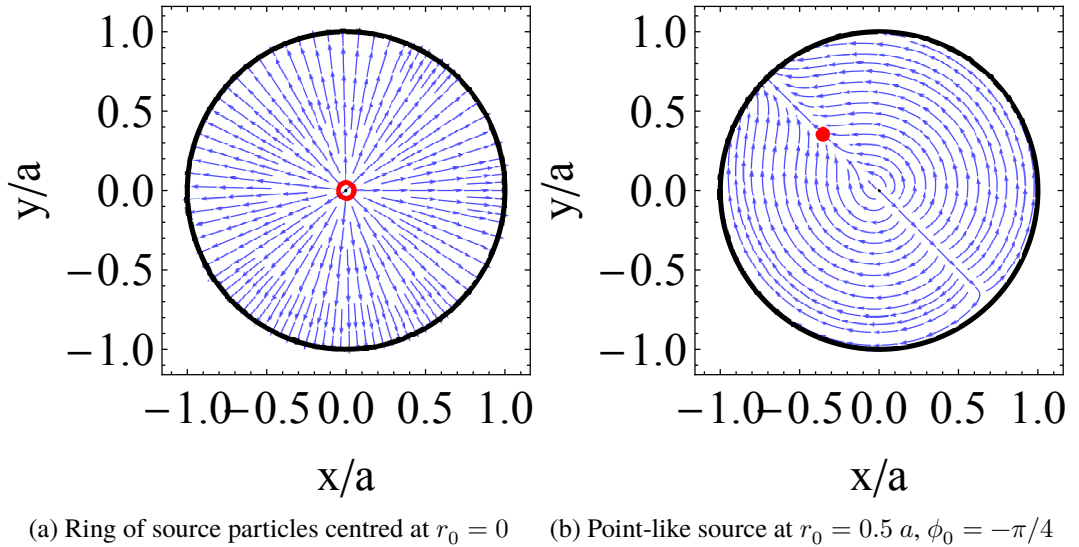 1.0
0.5
0.0
−0.5
−1.0
y/a
−1.0−0.5 0.0 0.5 1.0
x/a
(a) Ring of source particles centred at r₀ = 0
1.0
0.5
0.0
−0.5
−1.0
y/a
−1.0−0.5 0.0 0.5 1.0
x/a
(b) Point-like source at r₀ = 0.5 a, ϕ₀ = −π/4